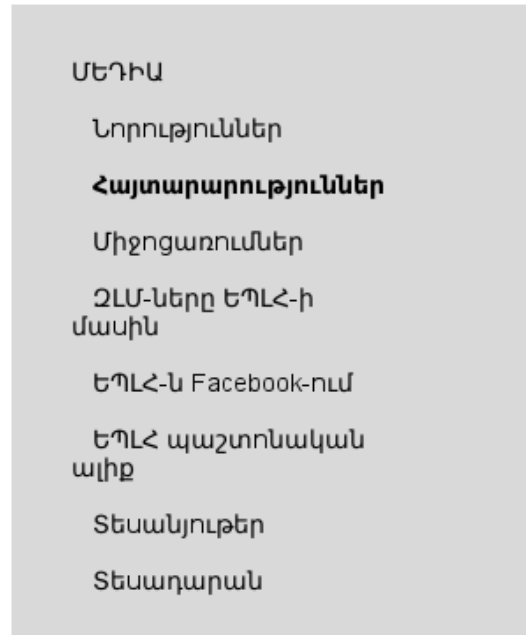 ՄԵԴԻԱ
Նորություններ
Հայտարարություններ
Միջոցառումներ
ԶԼՄ-ները ԵՊԼՀ-ի
մասին
ԵՊԼՀ-ն Facebook-ում
ԵՊԼՀ պաշտոնական
ալիք
Տեսանյութեր
Տեսադարան